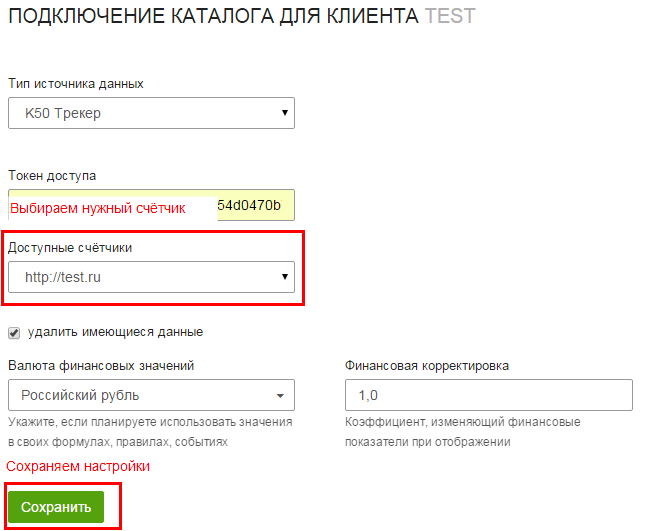 ПОДКЛЮЧЕНИЕ КАТАЛОГА ДЛЯ КЛИЕНТА TEST
Тип источника данных
K50 Трекер
Токен доступа
Выбираем нужный счётчик 54d0470b
Доступные счётчики
http://test.ru
удалить имеющиеся данные
Валюта финансовых значений
Российский рубль
Укажите, если планируете использовать значения
в своих формулах, правилах, событиях
Финансовая корректировка
1,0
Коэффициент, изменяющий финансовые
показатели при отображении
Сохраняем настройки
Сохранить